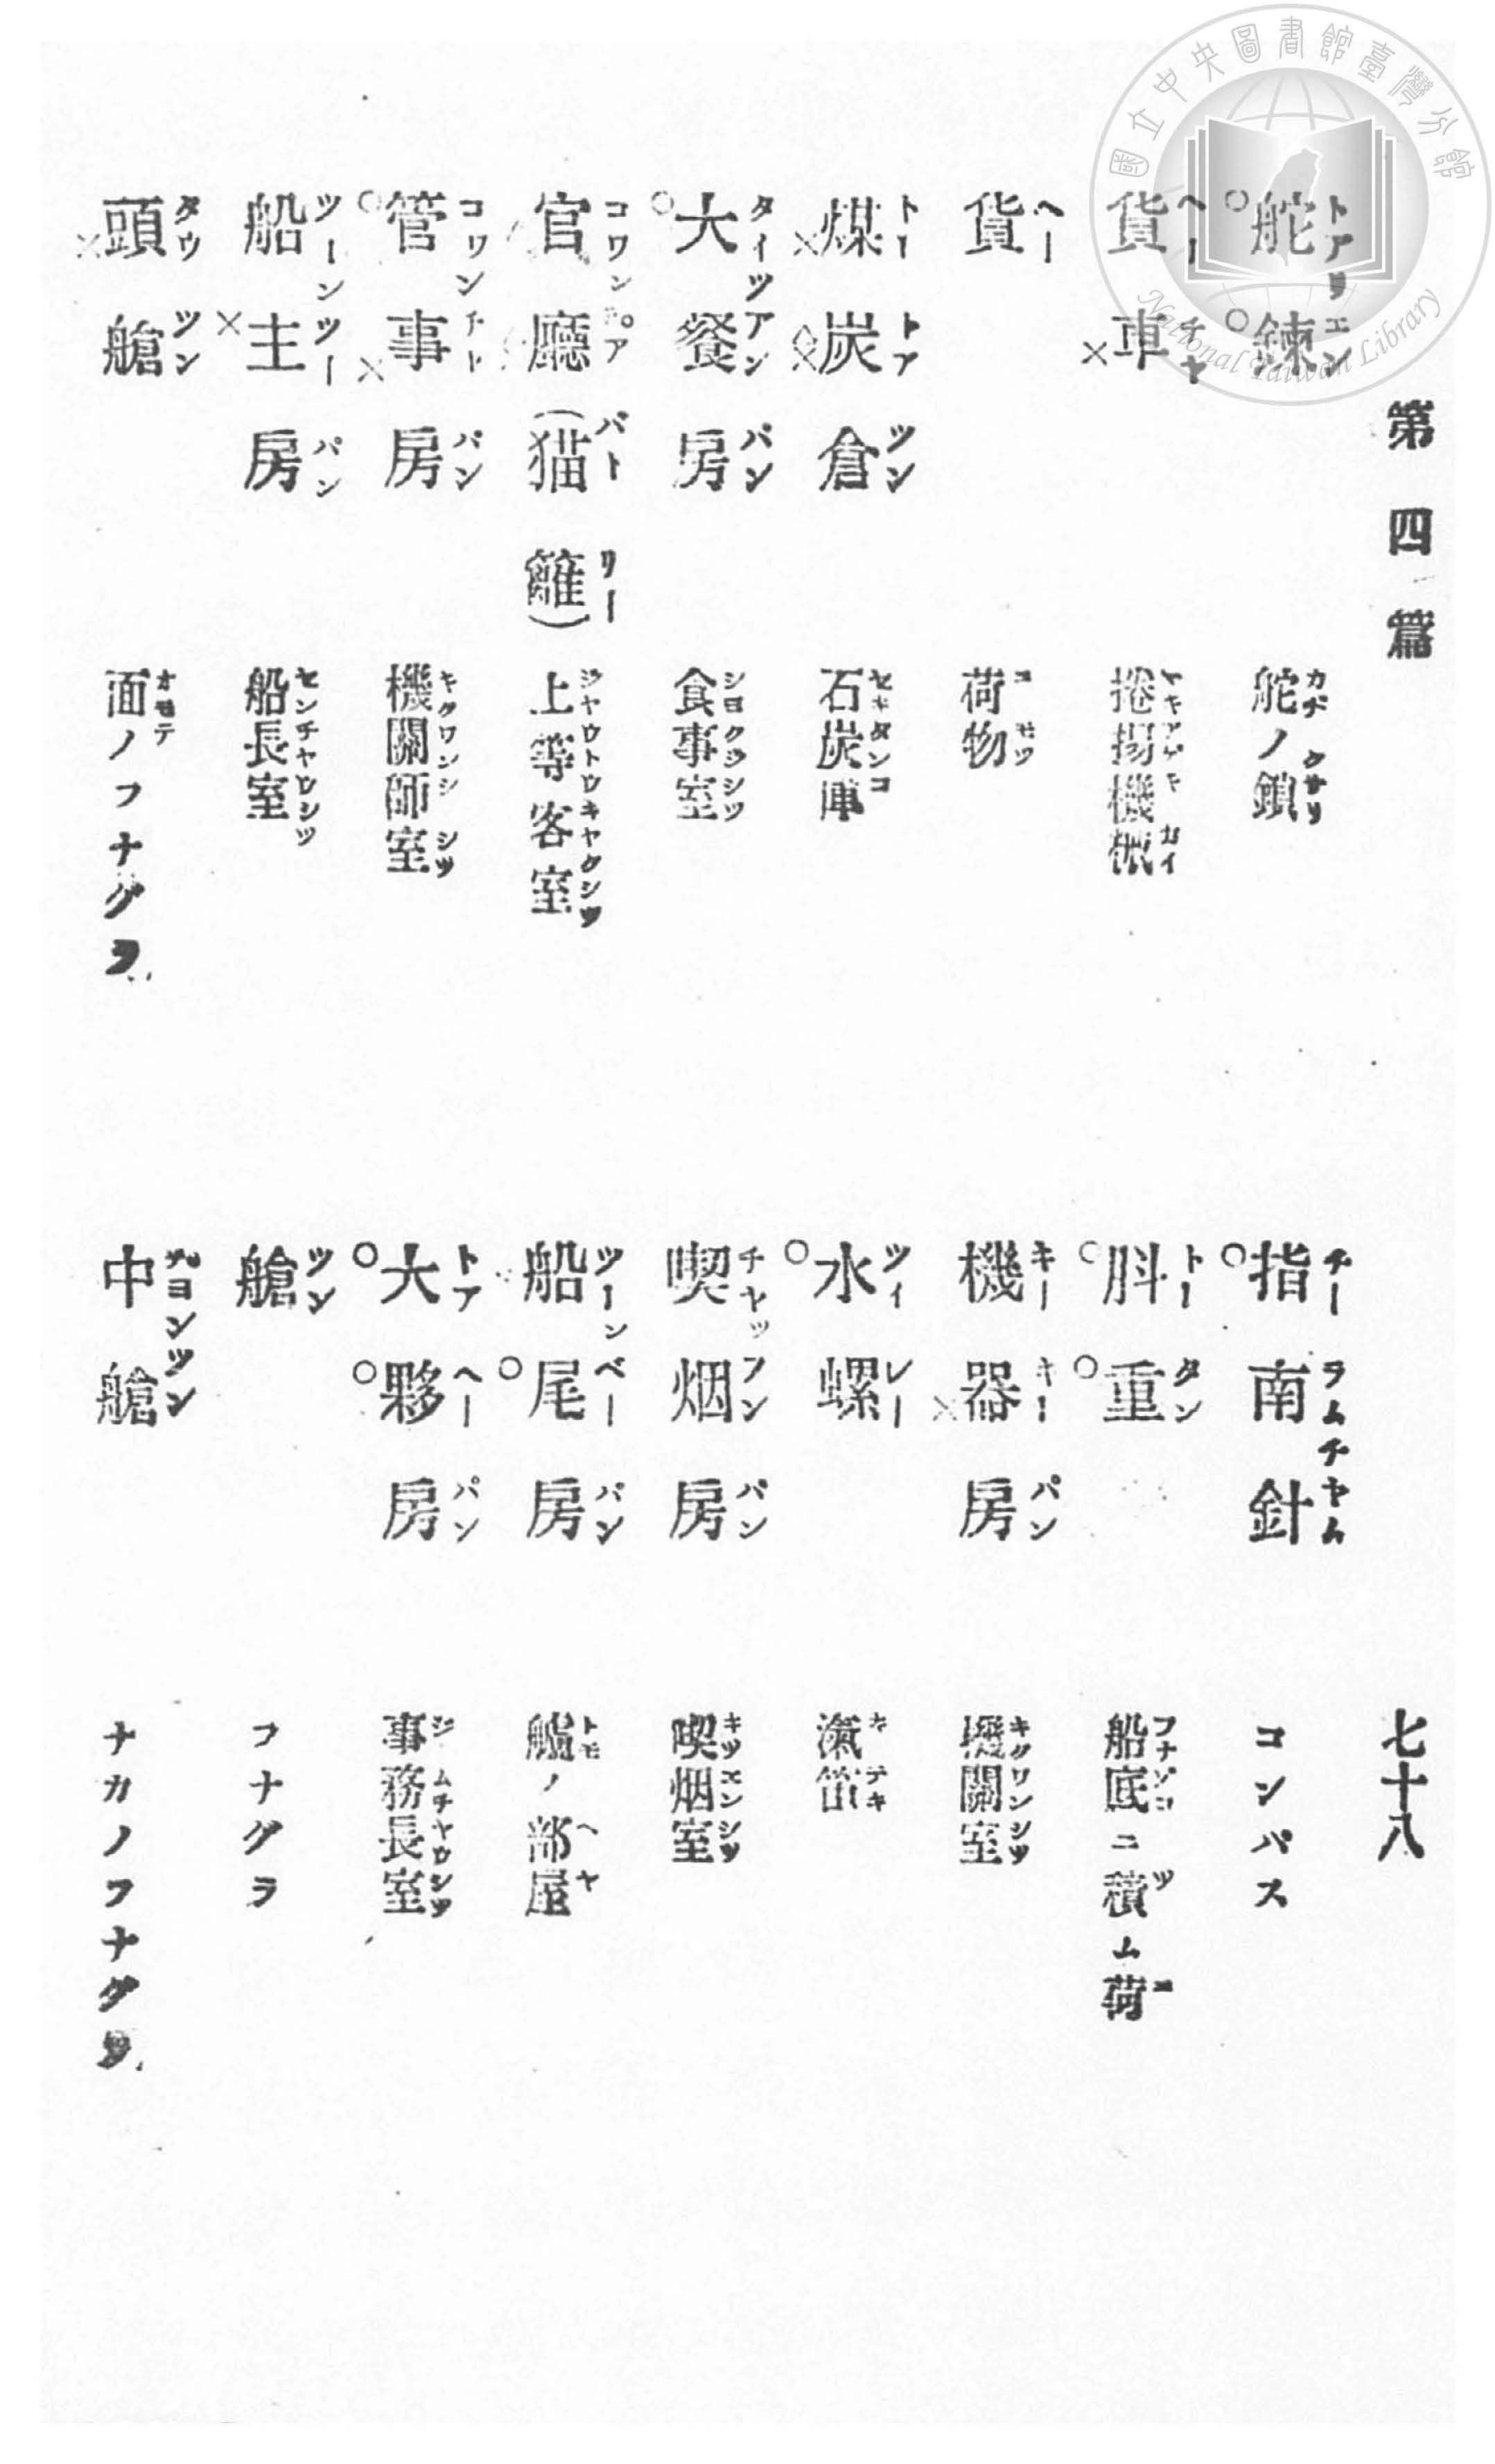 國立中央圖書館臺灣分館
National Taiwan Library
第四篇
七十八
舵鍊 トアリエン 舵ノ鎖 カヂ クサリ
貨車 ヘーチヤ 捲揚機械 マキアゲキ カイ
貨 ヘー 荷物 ニモツ
煤炭倉 トートアツン 石炭庫 セキタンコ
大餐房 タイツアンパン 食事室 シヨクジシツ
官廳(猫籬) コワンチアバトリー 上等客室 ジヤウトウキヤクシツ
管事房 コワン パン 機關師室 キクワンシ シツ
船主房 ツーンツーパン 船長室 センチヤウシツ
頭艙 タウツン 面ノフナグラ オモテ
指南針 チーラムチヤム コンパス
䏔重 トータン 船底ニ積ム荷 フナゾコ ツ ニ
機器房 キーキーパン 機關室 キクワンシツ
水螺 ツイレー 滊笛 キテキ
喫烟房 チヤッフンパン 喫烟室 キツエンシツ
船尾房 ツーンベーパン 艫ノ部屋 トモ ヘヤ
大夥房 トアヘーパン 事務長室 ジムチヤウシツ
艙 ツン フナグラ
中艙 チヨンツン ナカノフナグラ